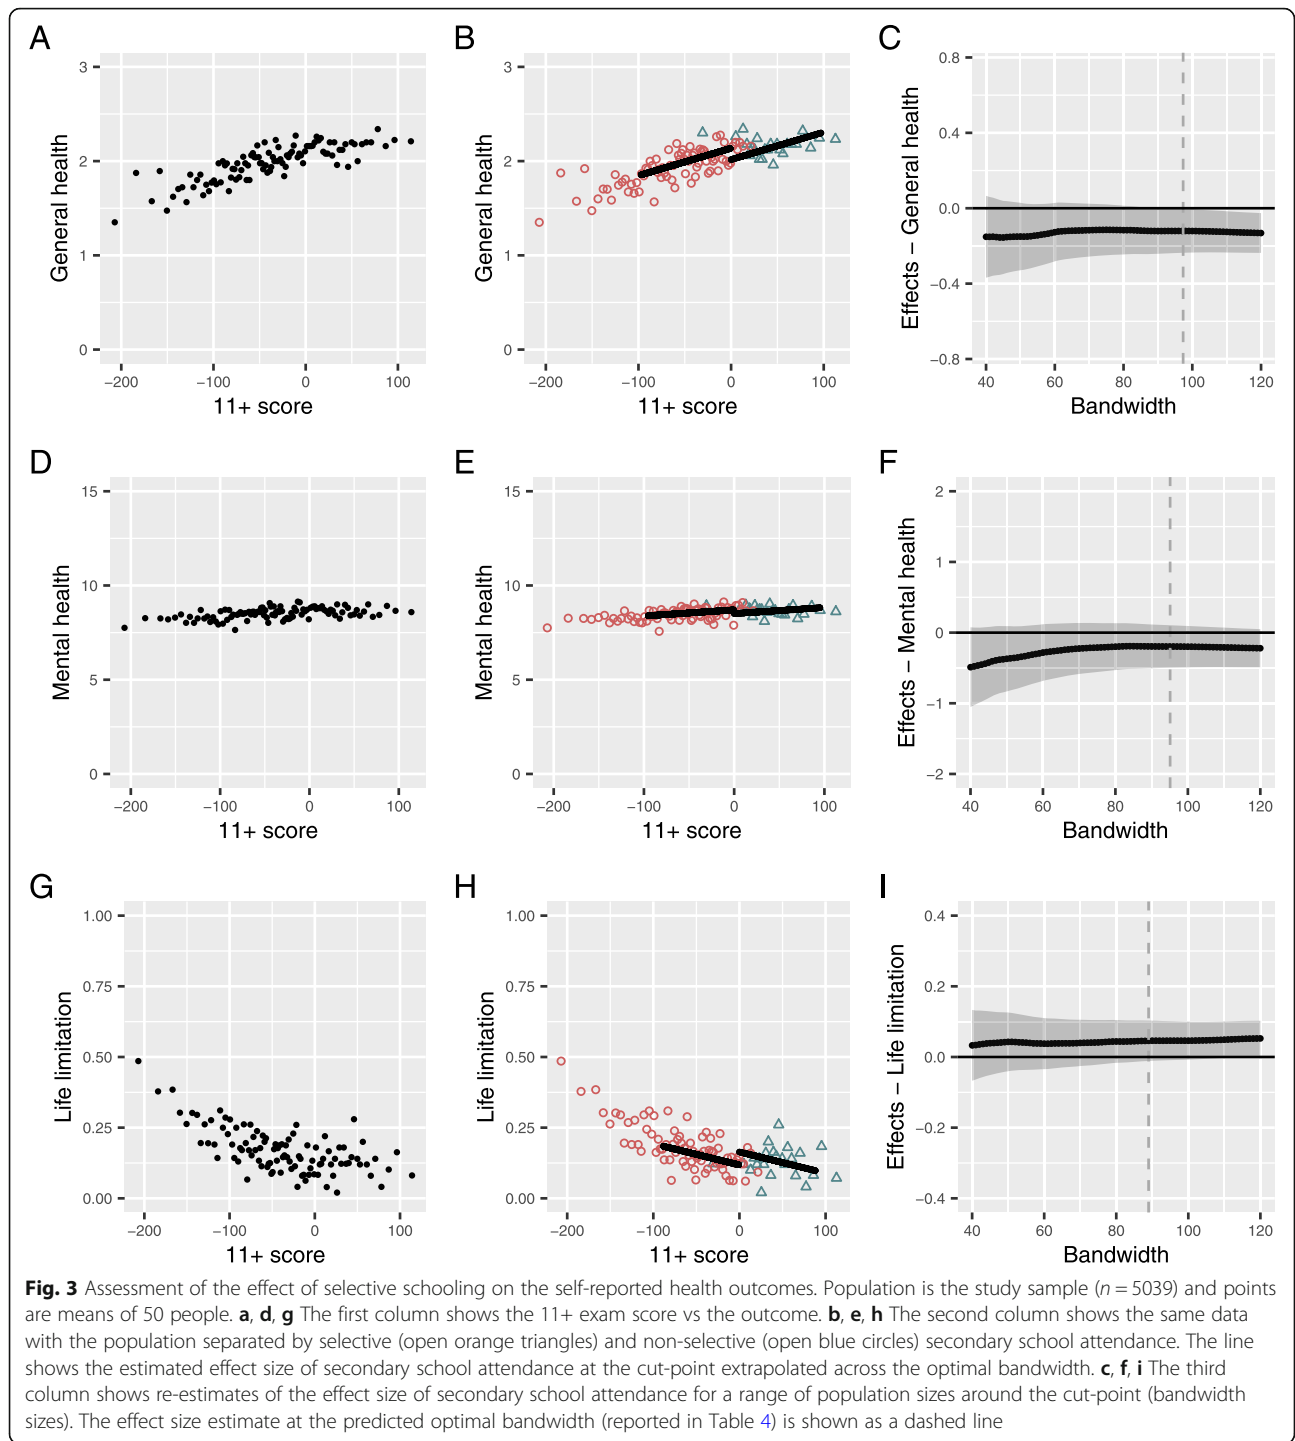 A
B
C
3
2
1
0
General health
−200
−100
0
100
11+ score
3
2
1
0
General health
−200
−100
0
100
11+ score
0.8
0.4
0.0
−0.4
−0.8
Effects − General health
40
60
80
100
120
Bandwidth
D
E
F
15
10
5
0
Mental health
−200
−100
0
100
11+ score
15
10
5
0
Mental health
−200
−100
0
100
11+ score
2
1
0
−1
−2
Effects − Mental health
40
60
80
100
120
Bandwidth
G
H
I
1.00
0.75
0.50
0.25
0.00
Life limitation
−200
−100
0
100
11+ score
1.00
0.75
0.50
0.25
0.00
Life limitation
−200
−100
0
100
11+ score
0.4
0.2
0.0
−0.2
−0.4
Effects − Life limitation
40
60
80
100
120
Bandwidth
Fig. 3 Assessment of the effect of selective schooling on the self-reported health outcomes. Population is the study sample (n = 5039) and points
are means of 50 people. a, d, g The first column shows the 11+ exam score vs the outcome. b, e, h The second column shows the same data
with the population separated by selective (open orange triangles) and non-selective (open blue circles) secondary school attendance. The line
shows the estimated effect size of secondary school attendance at the cut-point extrapolated across the optimal bandwidth. c, f, i The third
column shows re-estimates of the effect size of secondary school attendance for a range of population sizes around the cut-point (bandwidth
sizes). The effect size estimate at the predicted optimal bandwidth (reported in Table 4) is shown as a dashed line